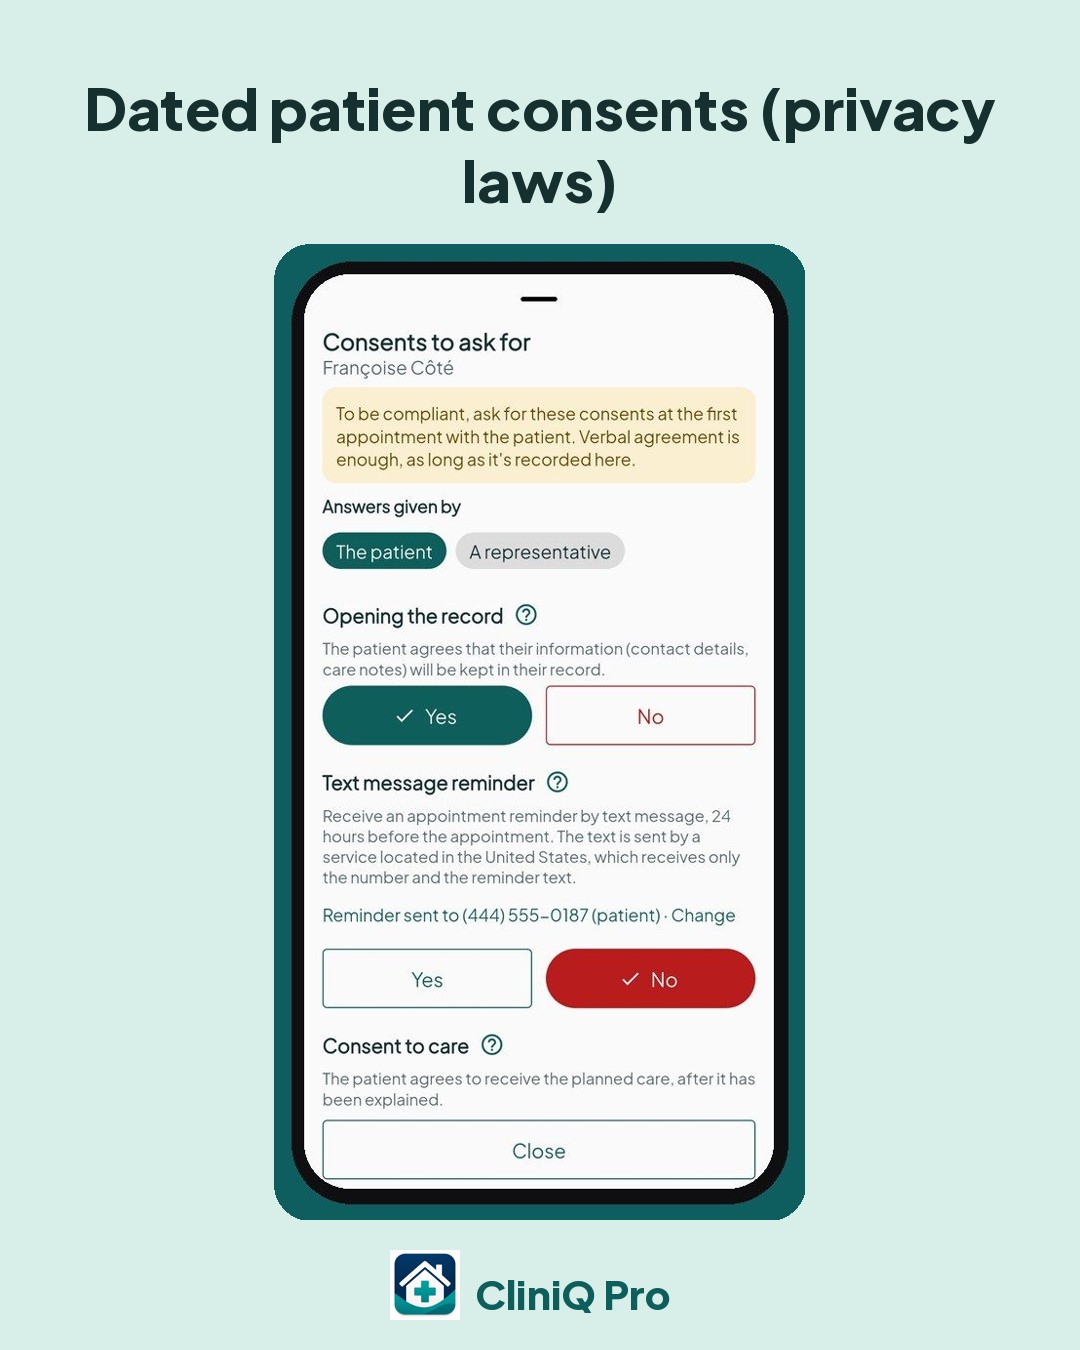 Dated patient consents (privacy
laws)
Consents to ask for
Françoise Côté
To be compliant, ask for these consents at the first
appointment with the patient. Verbal agreement is
enough, as long as it's recorded here.
Answers given by
The patient
A representative
Opening the record ?
The patient agrees that their information (contact details,
care notes) will be kept in their record.
✓ Yes
No
Text message reminder ?
Receive an appointment reminder by text message, 24
hours before the appointment. The text is sent by a
service located in the United States, which receives only
the number and the reminder text.
Reminder sent to (444) 555-0187 (patient) · Change
Yes
✓ No
Consent to care ?
The patient agrees to receive the planned care, after it has
been explained.
Close
CliniQ Pro